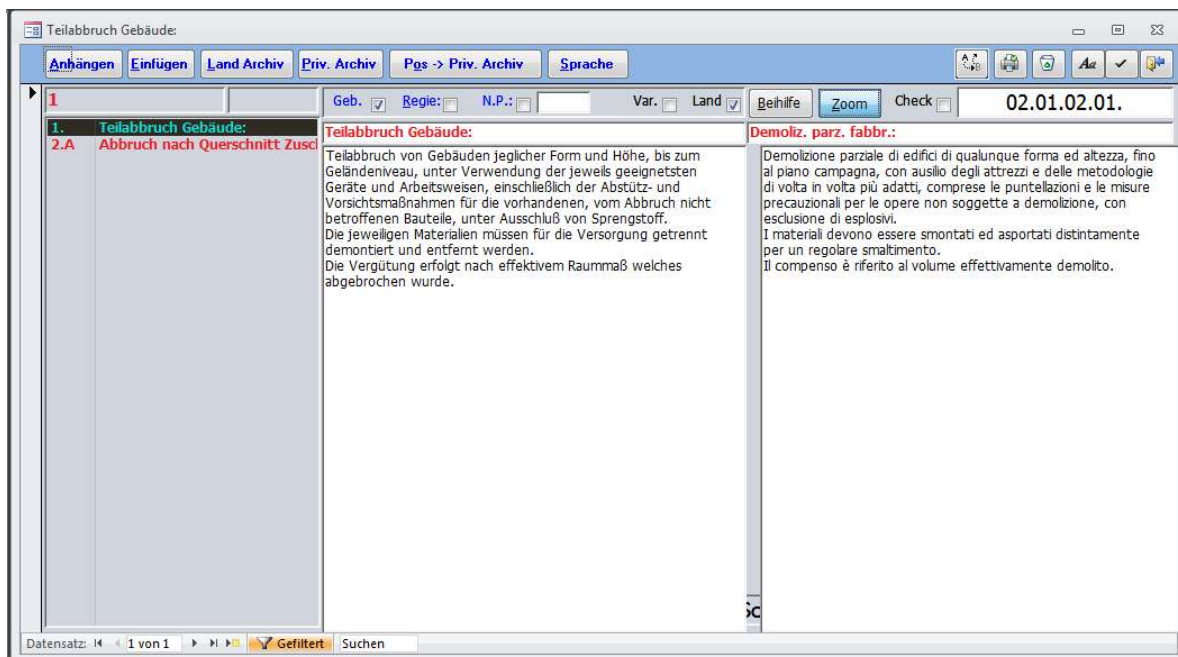 Teilabbruch Gebäude:
Anhängen Einfügen Land Archiv Priv. Archiv Pos -> Priv. Archiv Sprache Aa
1 Geb. Regie: N.P.: Var. Land Beihilfe Zoom Check 02.01.02.01.
1. Teilabbruch Gebäude:
2.A Abbruch nach Querschnitt Zuscl
Teilabbruch Gebäude:
Teilabbruch von Gebäuden jeglicher Form und Höhe, bis zum
Geländeniveau, unter Verwendung der jeweils geeignetsten
Geräte und Arbeitsweisen, einschließlich der Abstütz- und
Vorsichtsmaßnahmen für die vorhandenen, vom Abbruch nicht
betroffenen Bauteile, unter Ausschluß von Sprengstoff.
Die jeweiligen Materialien müssen für die Versorgung getrennt
demontiert und entfernt werden.
Die Vergütung erfolgt nach effektivem Raummaß welches
abgebrochen wurde.
Demoliz. parz. fabbr.:
Demolizione parziale di edifici di qualunque forma ed altezza, fino
al piano campagna, con ausilio degli attrezzi e delle metodologie
di volta in volta più adatti, comprese le puntellazioni e le misure
precauzionali per le opere non soggette a demolizione, con
esclusione di esplosivi.
I materiali devono essere smontati ed asportati distintamente
per un regolare smaltimento.
Il compenso è riferito al volume effettivamente demolito.
Datensatz: 1 von 1 Gefiltert Suchen